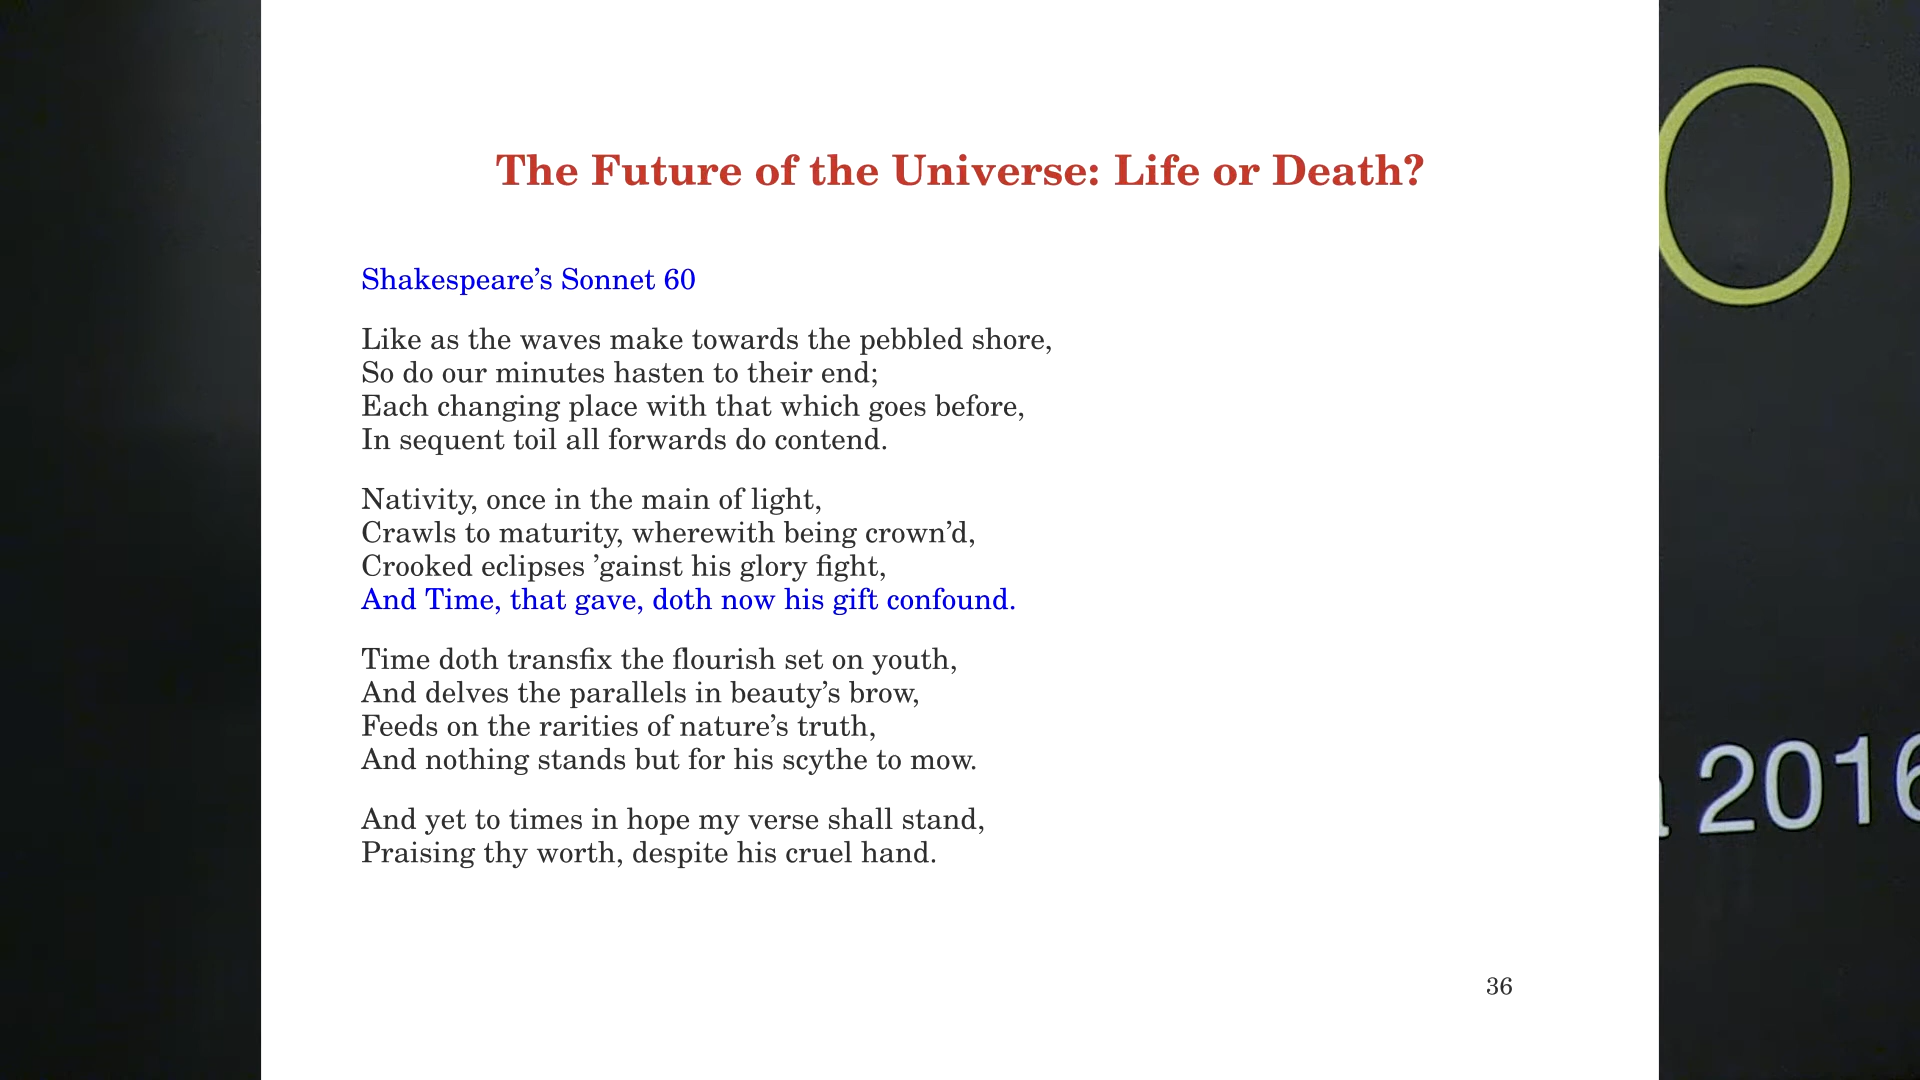 The Future of the Universe: Life or Death?
Shakespeare’s Sonnet 60
Like as the waves make towards the pebbled shore,
So do our minutes hasten to their end;
Each changing place with that which goes before,
In sequent toil all forwards do contend.
Nativity, once in the main of light,
Crawls to maturity, wherewith being crown’d,
Crooked eclipses ’gainst his glory fight,
And Time, that gave, doth now his gift confound.
Time doth transfix the flourish set on youth,
And delves the parallels in beauty’s brow,
Feeds on the rarities of nature’s truth,
And nothing stands but for his scythe to mow.
And yet to times in hope my verse shall stand,
Praising thy worth, despite his cruel hand.
36
O
2016